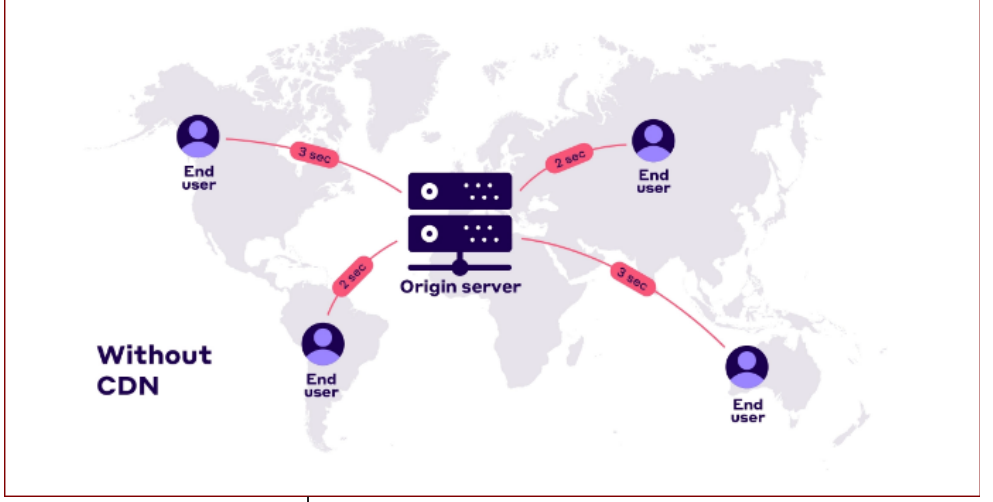 3 sec
2 sec
End
user
End
user
Origin server
2 sec
3 sec
Without
CDN
End
user
End
user